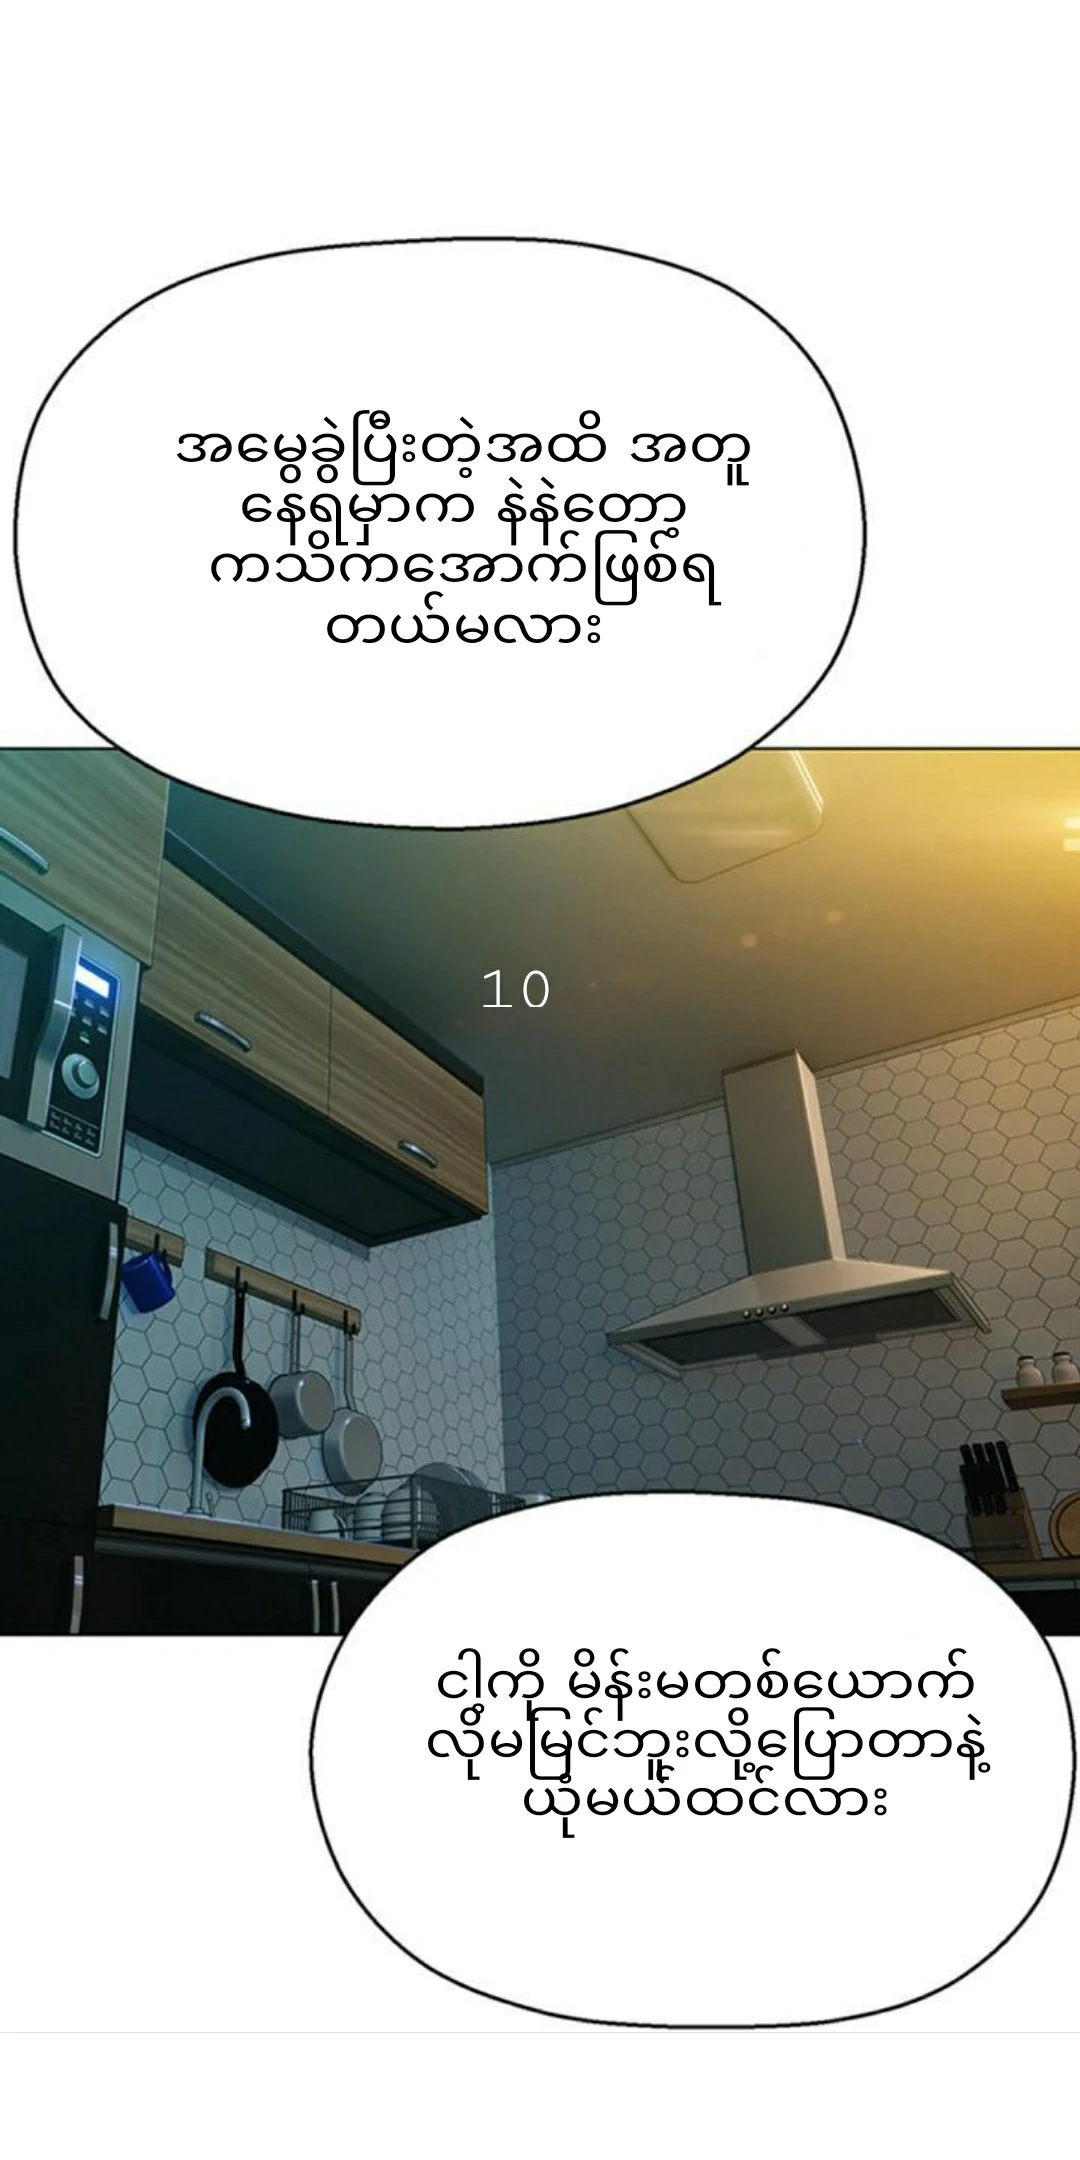 အမွေခွဲပြီးတဲ့အထိ အတူ
နေရမှာက နဲနဲတော့
ကသိကအောက်ဖြစ်ရ
တယ်မလား
10
ငါ့ကို မိန်းမတစ်ယောက်
လိုမမြင်ဘူးလို့ပြောတာနဲ့
ယုံမယ်ထင်လား